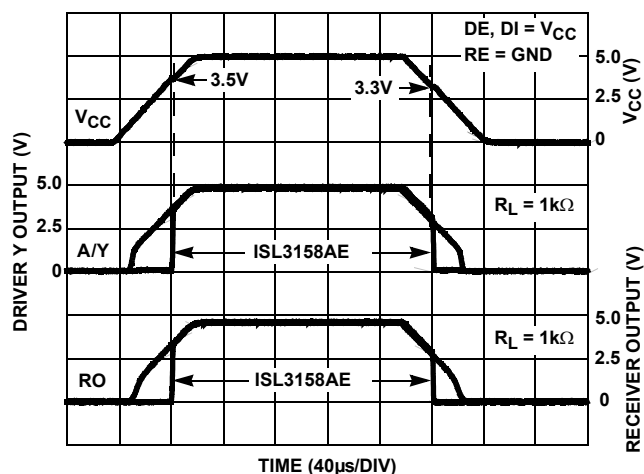 DE, DI = VCC
RE = GND
5.0
3.5V
3.3V
2.5
VCC
0
VCC (V)
5.0
RL = 1kΩ
2.5
A/Y
ISL3158AE
0
DRIVER Y OUTPUT (V)
5.0
RL = 1kΩ
2.5
RO
ISL3158AE
0
RECEIVER OUTPUT (V)
TIME (40µs/DIV)